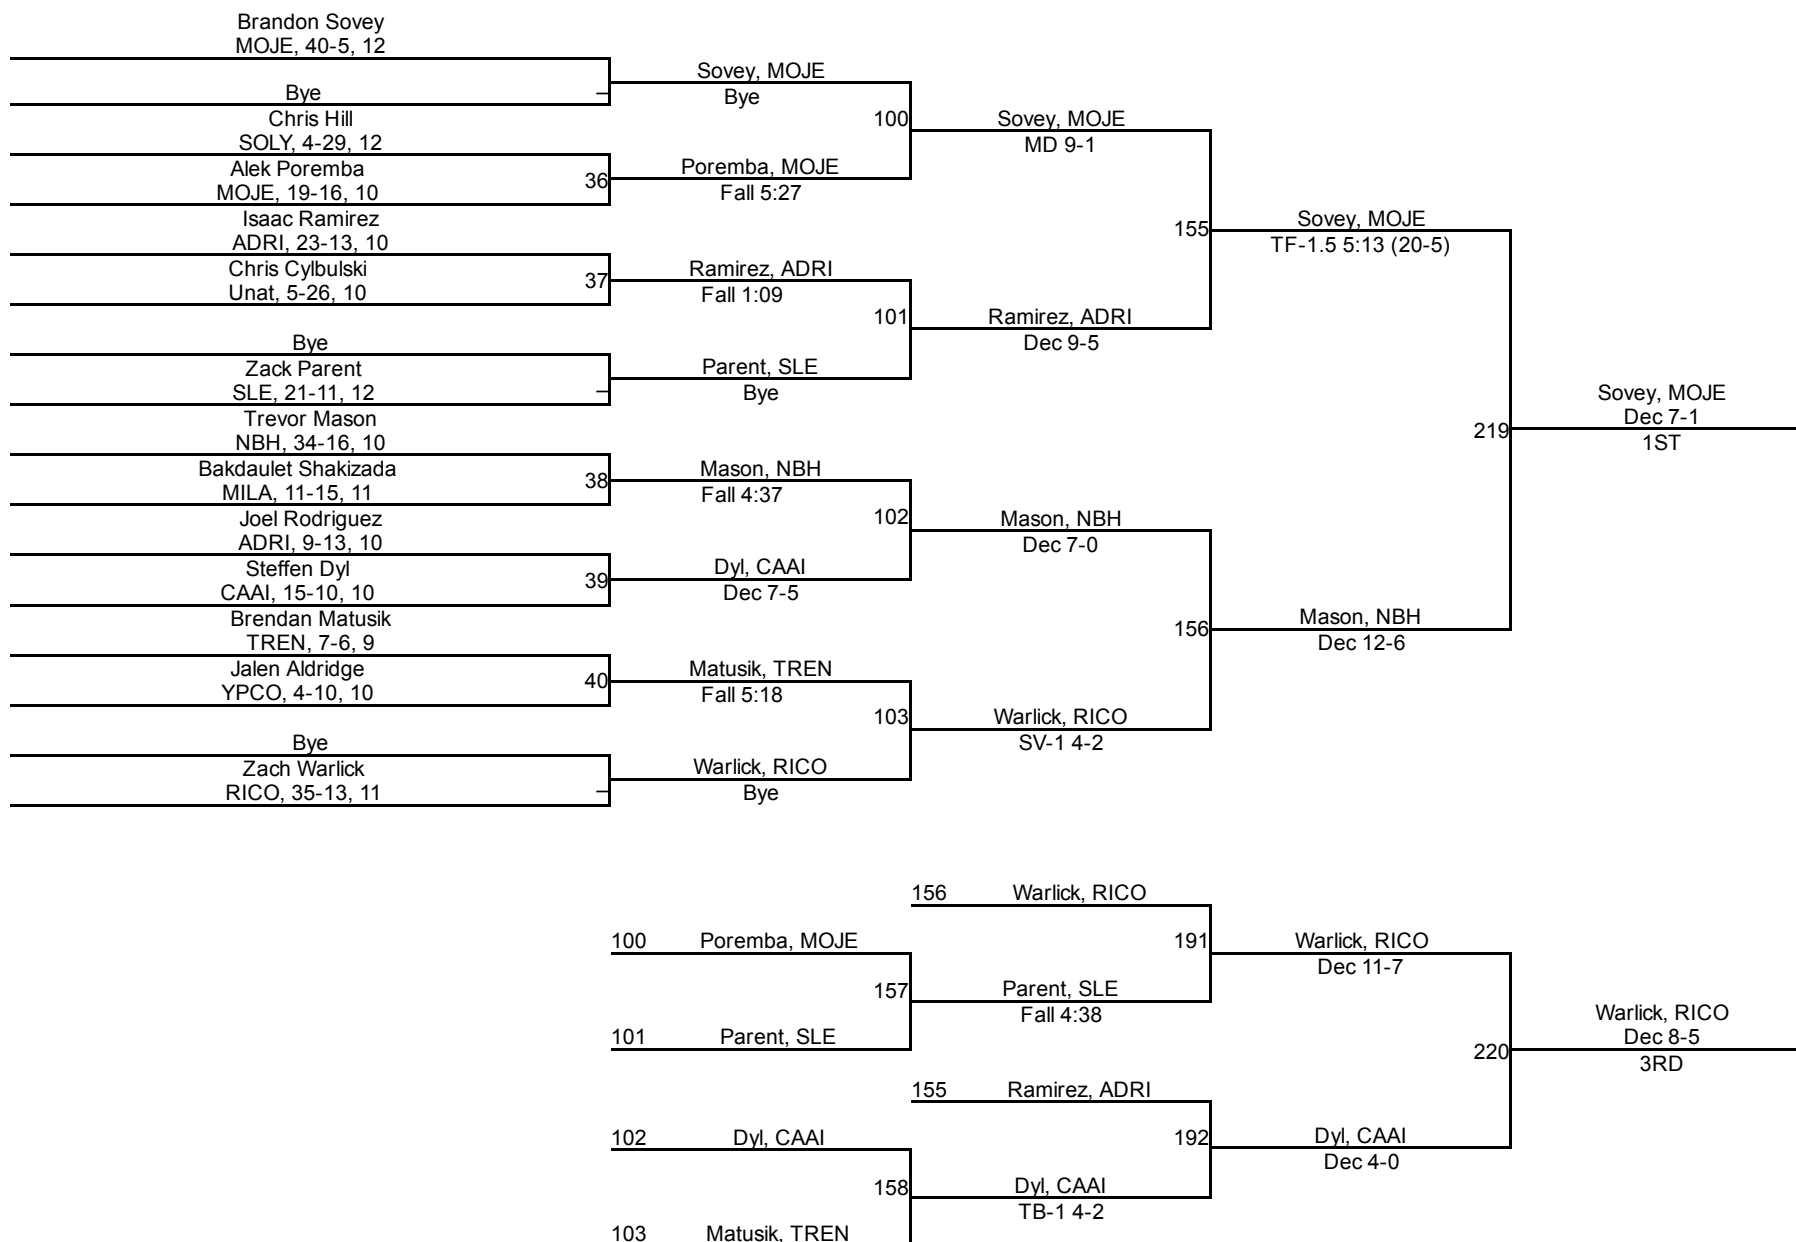 Brandon Sovey
MOJE, 40-5, 12
Bye
Chris Hill
SOLY, 4-29, 12
Alek Poremba
MOJE, 19-16, 10
36
Isaac Ramirez
ADRI, 23-13, 10
Chris Cylbulski
Unat, 5-26, 10
37
Bye
Zack Parent
SLE, 21-11, 12
Trevor Mason
NBH, 34-16, 10
Bakdaulet Shakizada
MILA, 11-15, 11
38
Joel Rodriguez
ADRI, 9-13, 10
Steffen Dyl
CAAI, 15-10, 10
39
Brendan Matusik
TREN, 7-6, 9
Jalen Aldridge
YPCO, 4-10, 10
40
Bye
Zach Warlick
RICO, 35-13, 11
Sovey, MOJE
Bye
100
Poremba, MOJE
Fall 5:27
Ramirez, ADRI
Fall 1:09
101
Parent, SLE
Bye
Mason, NBH
Fall 4:37
102
Dyl, CAAI
Dec 7-5
Matusik, TREN
Fall 5:18
103
Warlick, RICO
Bye
Sovey, MOJE
MD 9-1
155
Ramirez, ADRI
Dec 9-5
Mason, NBH
Dec 7-0
156
Warlick, RICO
SV-1 4-2
Sovey, MOJE
TF-1.5 5:13 (20-5)
219
Mason, NBH
Dec 12-6
Sovey, MOJE
Dec 7-1
1ST
100 Poremba, MOJE
157
101 Parent, SLE
102 Dyl, CAAI
158
103 Matusik, TREN
156 Warlick, RICO
191
Parent, SLE
Fall 4:38
155 Ramirez, ADRI
192
Dyl, CAAI
TB-1 4-2
Warlick, RICO
Dec 11-7
220
Dyl, CAAI
Dec 4-0
Warlick, RICO
Dec 8-5
3RD